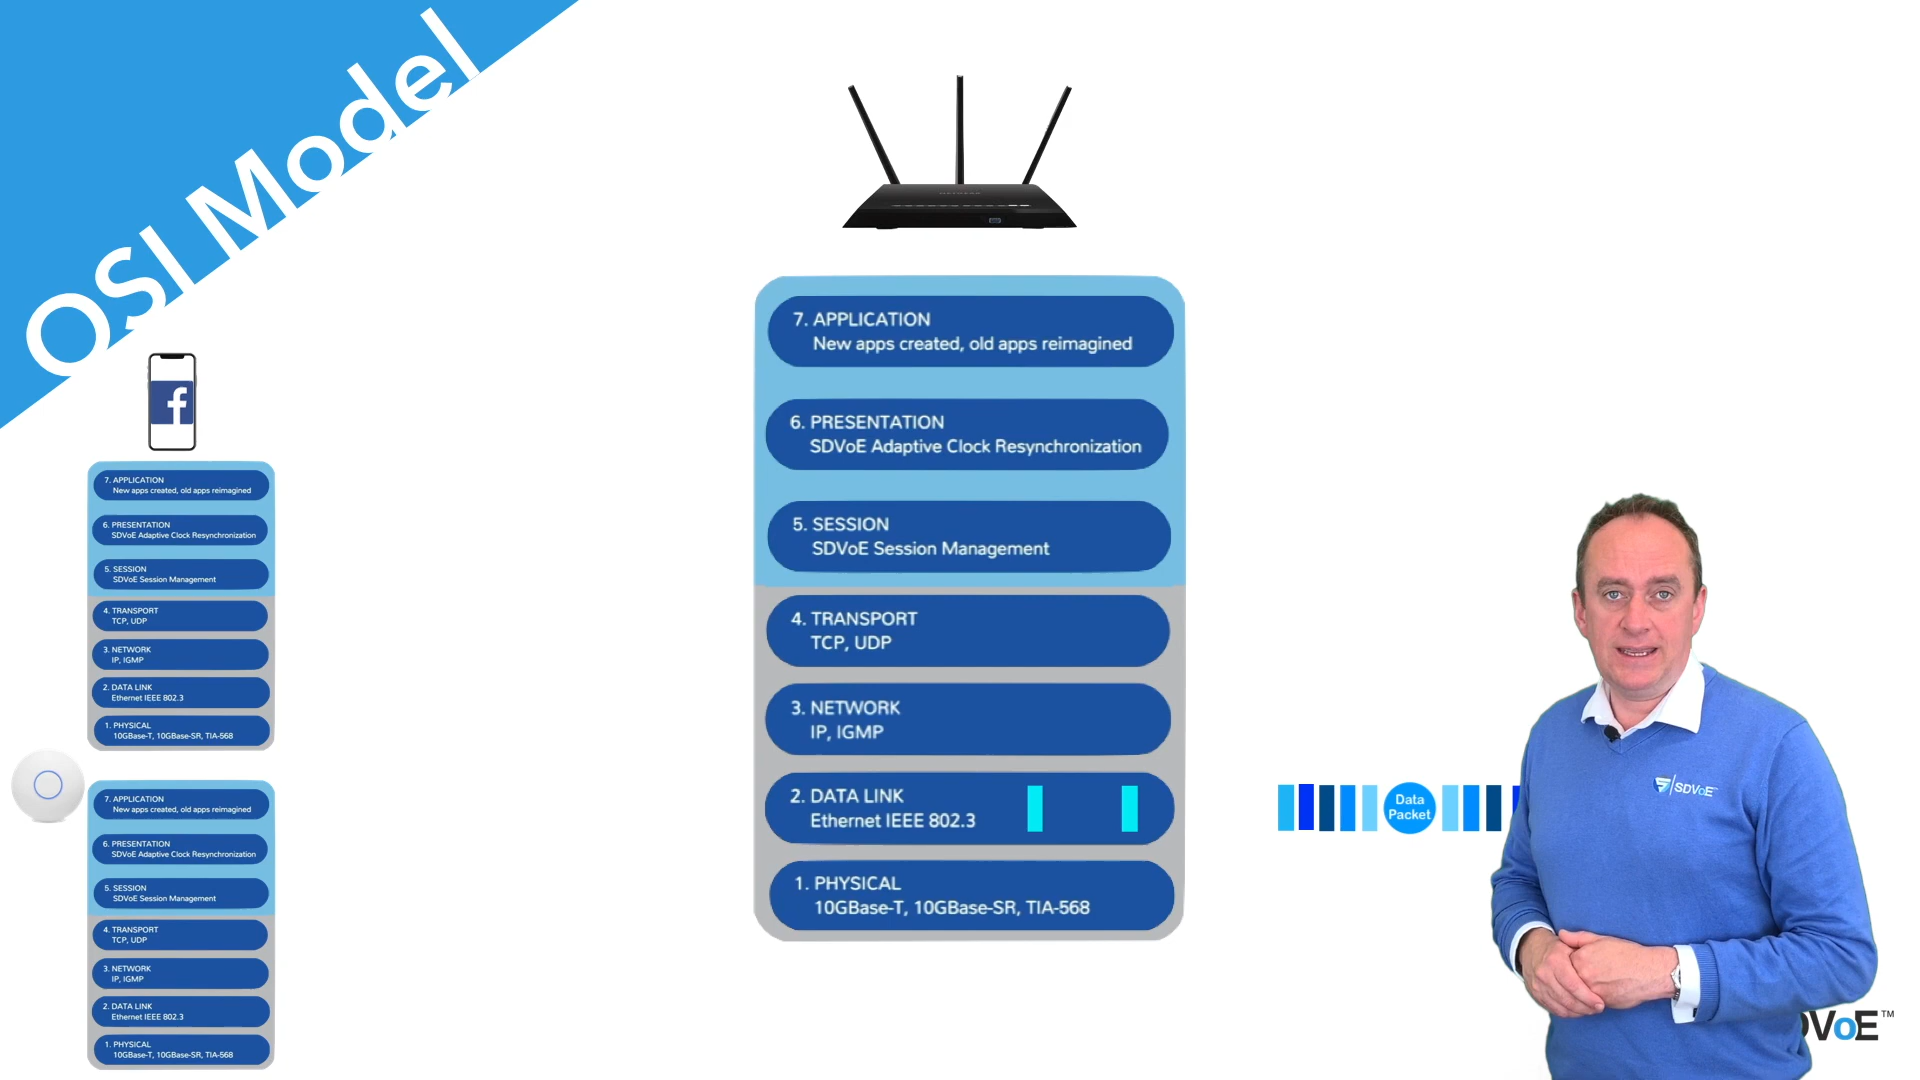 OSI Model
7. APPLICATION
New apps created, old apps reimagined
6. PRESENTATION
SDVoE Adaptive Clock Resynchronization
5. SESSION
SDVoE Session Management
4. TRANSPORT
TCP, UDP
3. NETWORK
IP, IGMP
2. DATA LINK
Ethernet IEEE 802.3
1. PHYSICAL
10GBase-T, 10GBase-SR, TIA-568
7. APPLICATION
New apps created, old apps reimagined
6. PRESENTATION
SDVoE Adaptive Clock Resynchronization
5. SESSION
SDVoE Session Management
4. TRANSPORT
TCP, UDP
3. NETWORK
IP, IGMP
2. DATA LINK
Ethernet IEEE 802.3
1. PHYSICAL
10GBase-T, 10GBase-SR, TIA-568
7. APPLICATION
New apps created, old apps reimagined
6. PRESENTATION
SDVoE Adaptive Clock Resynchronization
5. SESSION
SDVoE Session Management
4. TRANSPORT
TCP, UDP
3. NETWORK
IP, IGMP
2. DATA LINK
Ethernet IEEE 802.3
1. PHYSICAL
10GBase-T, 10GBase-SR, TIA-568
Data
Packet
SDVoE
VoE™